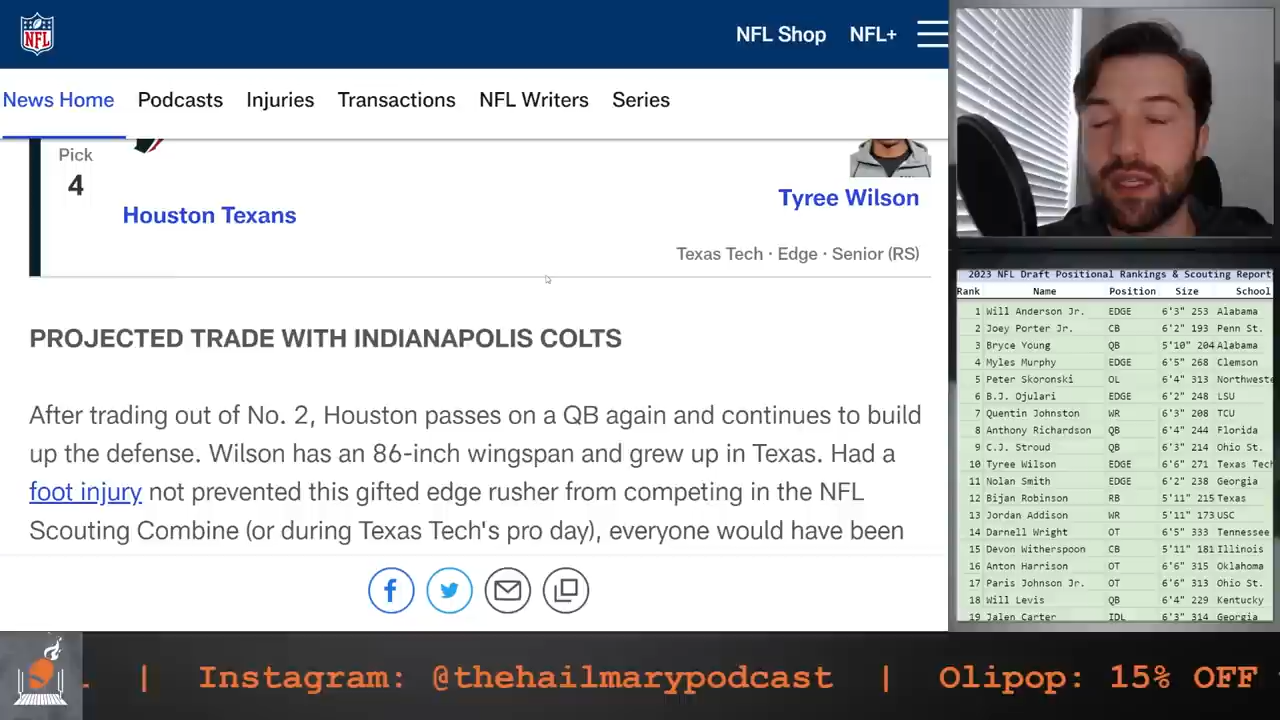 NFL
NFL Shop
NFL+
News Home
Podcasts
Injuries
Transactions
NFL Writers
Series
Pick
4
Houston Texans
Tyree Wilson
Texas Tech · Edge · Senior (RS)
PROJECTED TRADE WITH INDIANAPOLIS COLTS
After trading out of No. 2, Houston passes on a QB again and continues to build
up the defense. Wilson has an 86-inch wingspan and grew up in Texas. Had a
foot injury not prevented this gifted edge rusher from competing in the NFL
Scouting Combine (or during Texas Tech's pro day), everyone would have been
2023 NFL Draft Positional Rankings & Scouting Report
Rank Name Position Size School
1 Will Anderson Jr. EDGE 6'3" 253 Alabama
2 Joey Porter Jr. CB 6'2" 193 Penn St.
3 Bryce Young QB 5'10" 204 Alabama
4 Myles Murphy EDGE 6'5" 268 Clemson
5 Peter Skoronski OL 6'4" 313 Northweste
6 B.J. Ojulari EDGE 6'2" 248 LSU
7 Quentin Johnston WR 6'3" 208 TCU
8 Anthony Richardson QB 6'4" 244 Florida
9 C.J. Stroud QB 6'3" 214 Ohio St.
10 Tyree Wilson EDGE 6'6" 271 Texas Tech
11 Nolan Smith EDGE 6'2" 238 Georgia
12 Bijan Robinson RB 5'11" 215 Texas
13 Jordan Addison WR 5'11" 173 USC
14 Darnell Wright OT 6'5" 333 Tennessee
15 Devon Witherspoon CB 5'11" 181 Illinois
16 Anton Harrison OT 6'6" 315 Oklahoma
17 Paris Johnson Jr. OT 6'6" 313 Ohio St.
18 Will Levis QB 6'4" 229 Kentucky
19 Jalen Carter IDL 6'3" 314 Georgia
| Instagram: @thehailmarypodcast | Olipop: 15% OFF